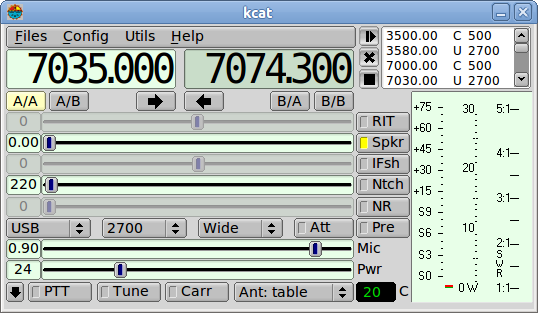 kcat
Files Config Utils Help
7035.000 7074.300
3500.00 C 500
3580.00 U 2700
7000.00 C 500
7030.00 U 2700
A/A A/B B/A B/B
0 RIT
0.00 Spkr
0 IFsh
220 Ntch
0 NR
USB 2700 Wide Att Pre
0.90 Mic
24 Pwr
PTT Tune Carr Ant: table 20 C
+75 30 5:1
+60
+45 4:1
+30 20
+15 3:1
S9
S6 10
S3 2:1
SWR
S0 0 W 1:1